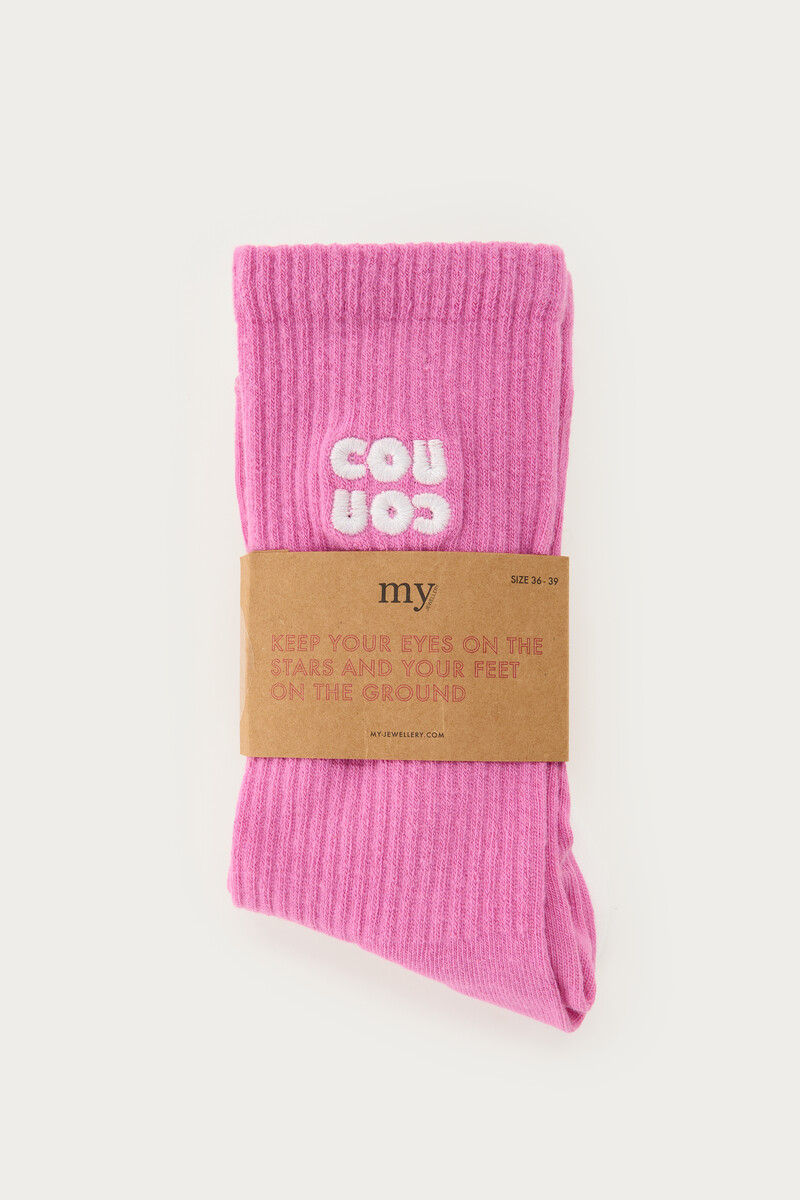 COU
COU
my
JEWELLERY
SIZE 36 - 39
KEEP YOUR EYES ON THE
STARS AND YOUR FEET
ON THE GROUND
MY-JEWELLERY.COM